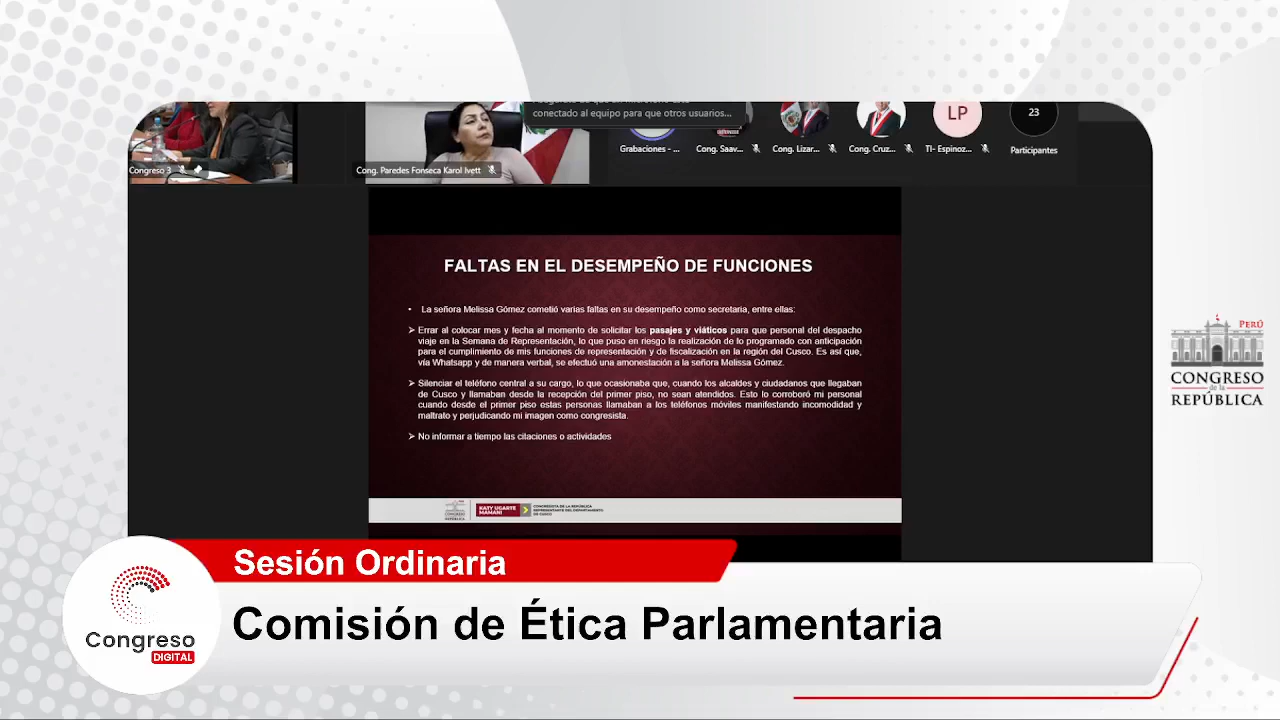 conectado al equipo para que otros usuarios...
LP
23
Grabaciones - ...
Cong. Saav...
Cong. Lizar...
Cong. Cruz...
TI- Espinoz...
Participantes
Congreso 3
Cong. Paredes Fonseca Karol Ivett
FALTAS EN EL DESEMPEÑO DE FUNCIONES
• La señora Melissa Gómez cometió varias faltas en su desempeño como secretaria, entre ellas:
➢ Errar al colocar mes y fecha al momento de solicitar los pasajes y viáticos para que personal del despacho
viaje en la Semana de Representación, lo que puso en riesgo la realización de lo programado con anticipación
para el cumplimiento de mis funciones de representación y de fiscalización en la región del Cusco. Es así que,
vía Whatsapp y de manera verbal, se efectuó una amonestación a la señora Melissa Gómez.
➢ Silenciar el teléfono central a su cargo, lo que ocasionaba que, cuando los alcaldes y ciudadanos que llegaban
de Cusco y llamaban desde la recepción del primer piso, no sean atendidos. Esto lo corroboró mi personal
cuando desde el primer piso estas personas llamaban a los teléfonos móviles manifestando incomodidad y
maltrato y perjudicando mi imagen como congresista.
➢ No informar a tiempo las citaciones o actividades
KATY UGARTE
MAMANI
CONGRESISTA DE LA REPÚBLICA
REPRESENTANTE DEL DEPARTAMENTO
DE CUSCO
PERÚ
CONGRESO
de la
REPÚBLICA
Sesión Ordinaria
Comisión de Ética Parlamentaria
Congreso
DIGITAL